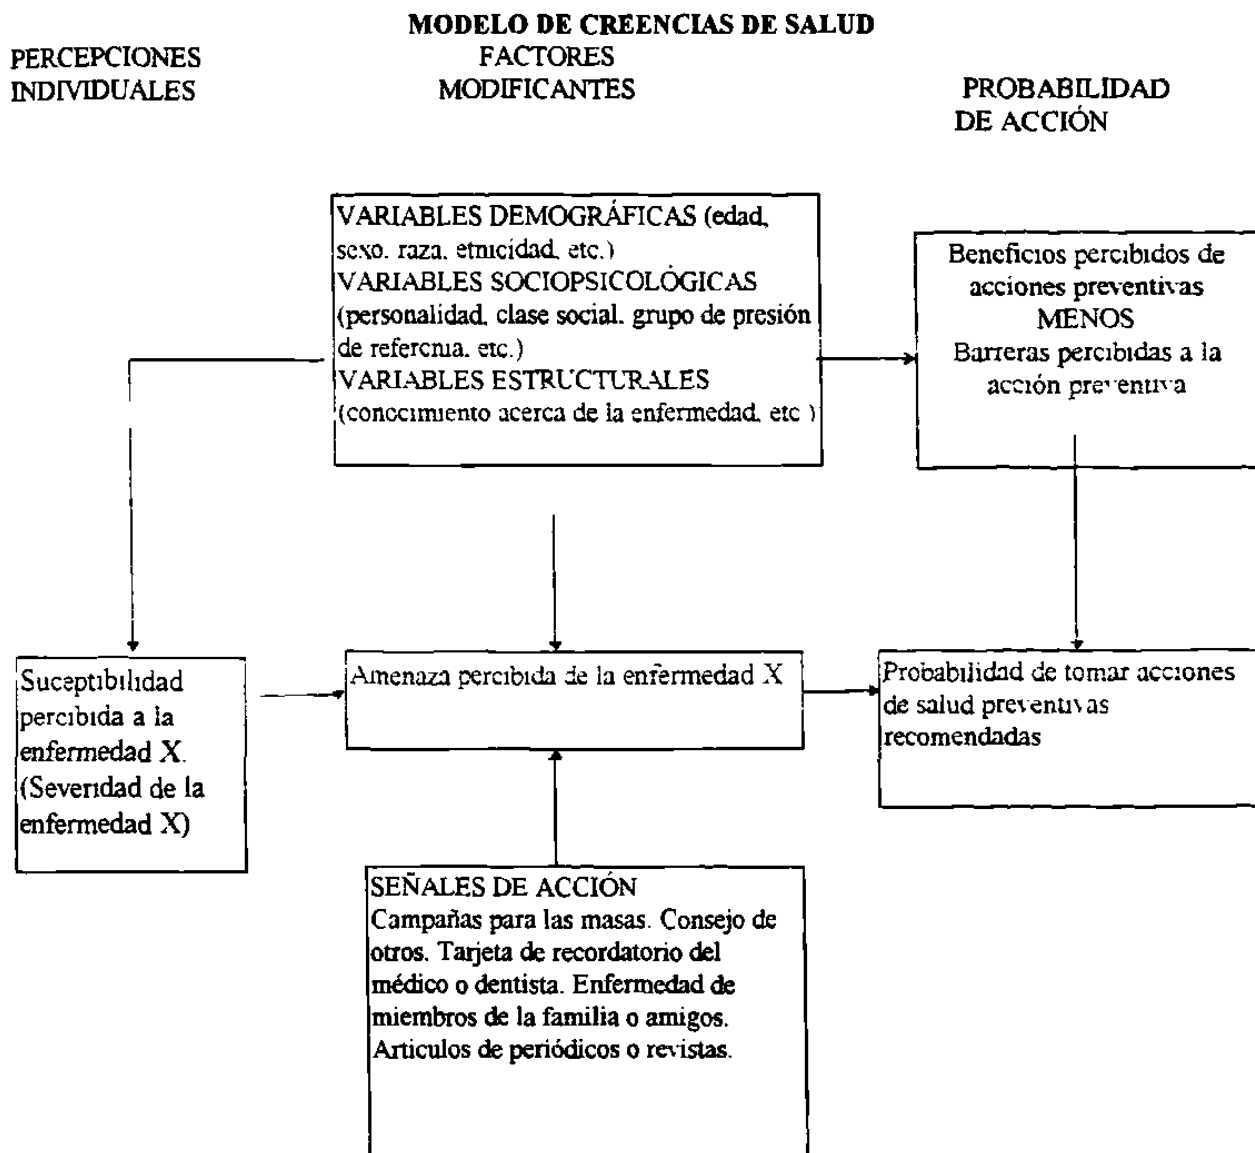 MODELO DE CREENCIAS DE SALUD
PERCEPCIONES
INDIVIDUALES
FACTORES
MODIFICANTES
PROBABILIDAD
DE ACCIÓN
VARIABLES DEMOGRÁFICAS (edad,
sexo, raza, etnicidad, etc.)
VARIABLES SOCIOPSICOLÓGICAS
(personalidad, clase social, grupo de presión
de refercnia, etc.)
VARIABLES ESTRUCTURALES
(conocimiento acerca de la enfermedad, etc )
Beneficios percibidos de
acciones preventivas
MENOS
Barreras percibidas a la
acción preventiva
Suceptibilidad
percibida a la
enfermedad X.
(Severidad de la
enfermedad X)
Amenaza percibida de la enfermedad X
Probabilidad de tomar acciones
de salud preventivas
recomendadas
SEÑALES DE ACCIÓN
Campañas para las masas. Consejo de
otros. Tarjeta de recordatorio del
médico o dentista. Enfermedad de
miembros de la familia o amigos.
Articulos de periódicos o revistas.